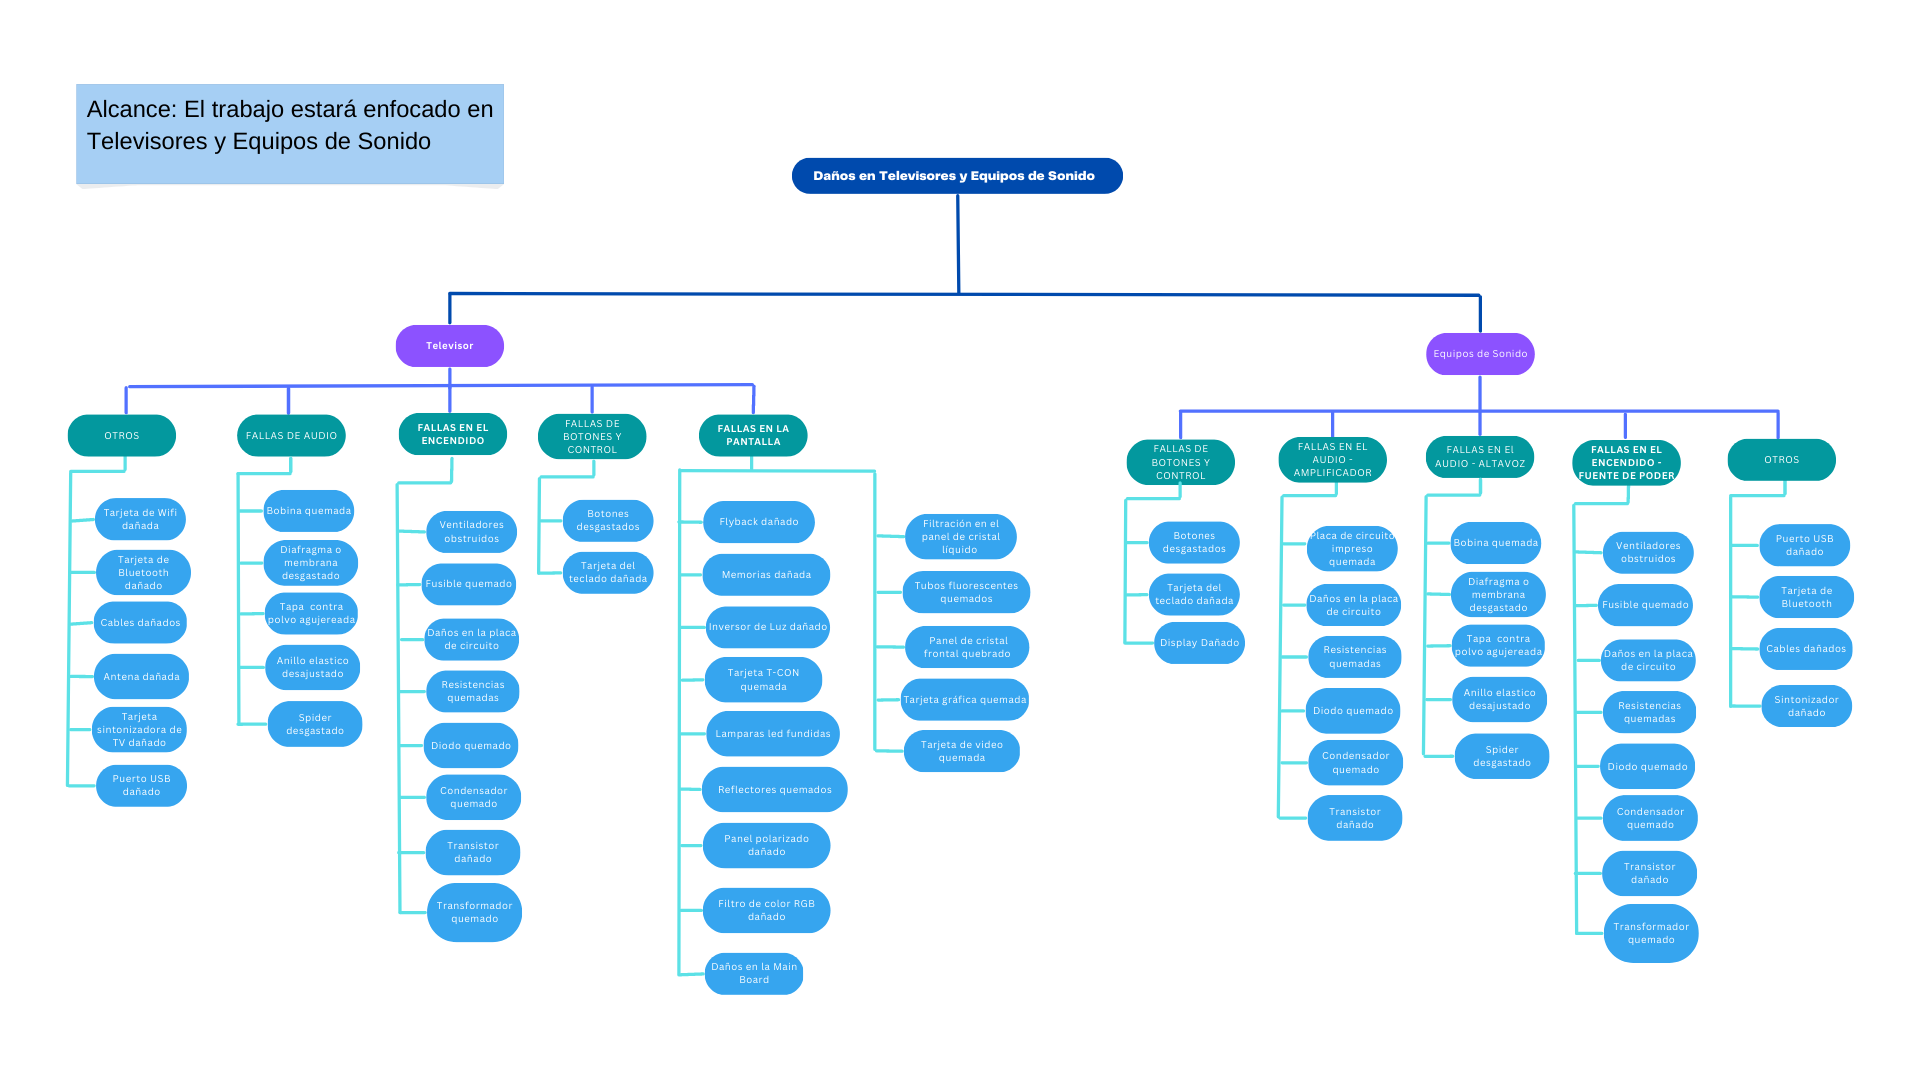 Alcance: El trabajo estará enfocado en
Televisores y Equipos de Sonido
Daños en Televisores y Equipos de Sonido
Televisor
OTROS
Tarjeta de Wifi
dañada
Tarjeta de
Bluetooth
dañado
Cables dañados
Antena dañada
Tarjeta
sintonizadora de
TV dañado
Puerto USB
dañado
FALLAS DE AUDIO
Bobina quemada
Diafragma o
membrana
desgastado
Tapa contra
polvo agujereada
Anillo elastico
desajustado
Spider
desgastado
FALLAS EN EL
ENCENDIDO
Ventiladores
obstruidos
Fusible quemado
Daños en la placa
de circuito
Resistencias
quemadas
Diodo quemado
Condensador
quemado
Transistor
dañado
Transformador
quemado
FALLAS DE
BOTONES Y
CONTROL
Botones
desgastados
Tarjeta del
teclado dañada
FALLAS EN LA
PANTALLA
Flyback dañado
Memorias dañada
Inversor de Luz dañado
Tarjeta T-CON
quemada
Lamparas led fundidas
Reflectores quemados
Panel polarizado
dañado
Filtro de color RGB
dañado
Daños en la Main
Board
Filtración en el
panel de cristal
líquido
Tubos fluorescentes
quemados
Panel de cristal
frontal quebrado
Tarjeta gráfica quemada
Tarjeta de video
quemada
Equipos de Sonido
FALLAS DE
BOTONES Y
CONTROL
Botones
desgastados
Tarjeta del
teclado dañada
Display Dañado
FALLAS EN EL
AUDIO -
AMPLIFICADOR
Placa de circuito
impreso
quemada
Daños en la placa
de circuito
Resistencias
quemadas
Diodo quemado
Condensador
quemado
Transistor
dañado
FALLAS EN El
AUDIO - ALTAVOZ
Bobina quemada
Diafragma o
membrana
desgastado
Tapa contra
polvo agujereada
Anillo elastico
desajustado
Spider
desgastado
FALLAS EN EL
ENCENDIDO -
FUENTE DE PODER
Ventiladores
obstruidos
Fusible quemado
Daños en la placa
de circuito
Resistencias
quemadas
Diodo quemado
Condensador
quemado
Transistor
dañado
Transformador
quemado
OTROS
Puerto USB
dañado
Tarjeta de
Bluetooth
Cables dañados
Sintonizador
dañado